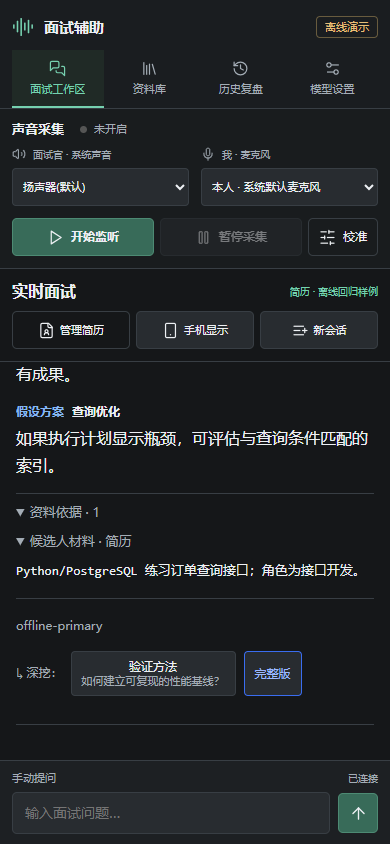 面试辅助
离线演示
面试工作区
资料库
历史复盘
模型设置
声音采集
未开启
面试官 · 系统声音
我 · 麦克风
扬声器(默认)
本人 · 系统默认麦克风
开始监听
暂停采集
校准
实时面试
简历 · 离线回归样例
管理简历
手机显示
新会话
有成果。
假设方案 查询优化
如果执行计划显示瓶颈，可评估与查询条件匹配的
索引。
▼ 资料依据 · 1
▼ 候选人材料 · 简历
Python/PostgreSQL 练习订单查询接口；角色为接口开发。
offline-primary
↳ 深挖：
验证方法
如何建立可复现的性能基线？
完整版
手动提问
已连接
输入面试问题...